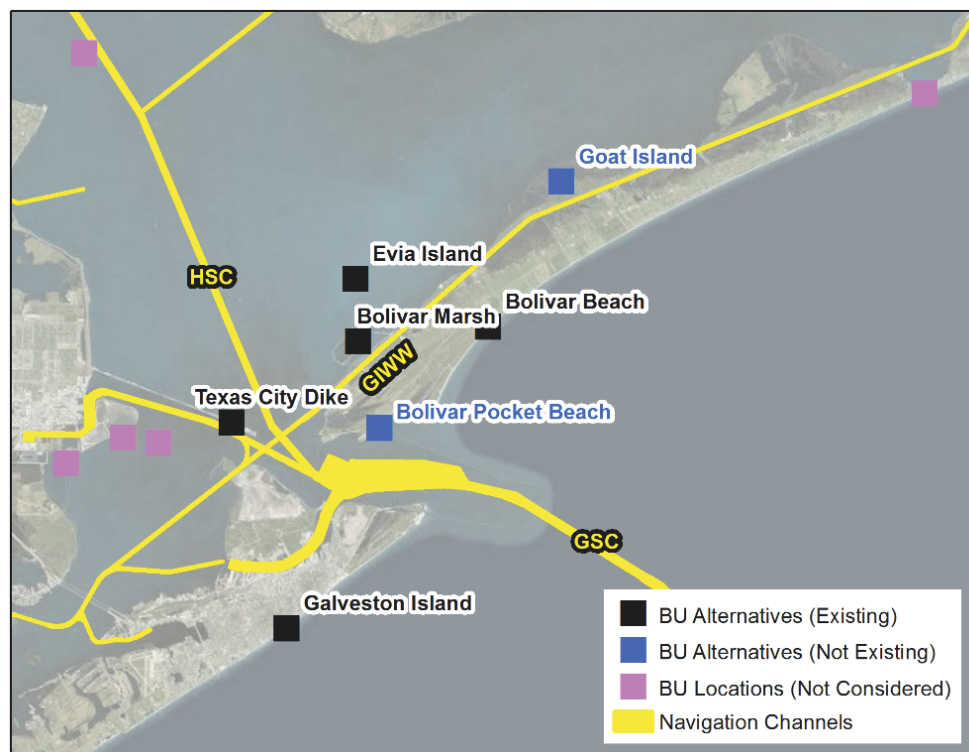 Goat Island
Evia Island
HSC
Bolivar Beach
Bolivar Marsh
GIWW
Texas City Dike
Bolivar Pocket Beach
GSC
Galveston Island
BU Alternatives (Existing)
BU Alternatives (Not Existing)
BU Locations (Not Considered)
Navigation Channels